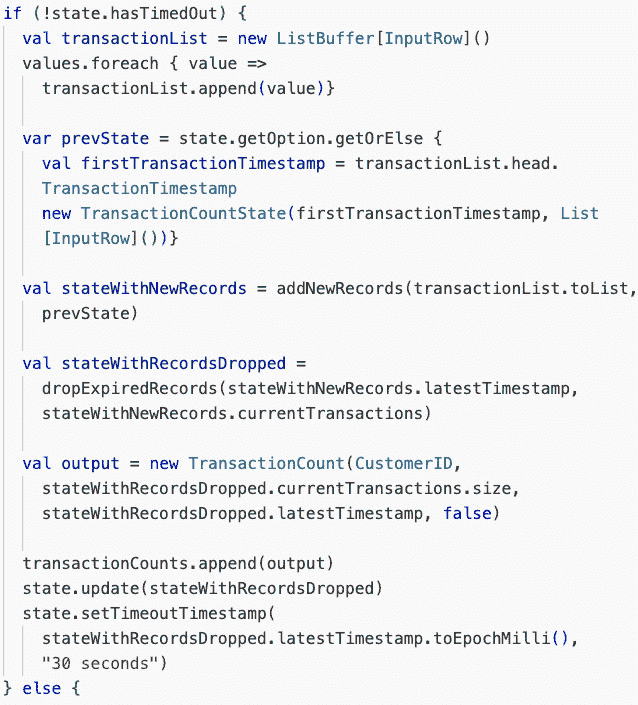 if (!state.hasTimedOut) {
val transactionList = new ListBuffer[InputRow]()
values.foreach { value =>
transactionList.append(value)}
var prevState = state.getOption.getOrElse {
val firstTransactionTimestamp = transactionList.head.
TransactionTimestamp
new TransactionCountState(firstTransactionTimestamp, List
[InputRow]())}
val stateWithNewRecords = addNewRecords(transactionList.toList,
prevState)
val stateWithRecordsDropped =
dropExpiredRecords(stateWithNewRecords.latestTimestamp,
stateWithNewRecords.currentTransactions)
val output = new TransactionCount(CustomerID,
stateWithRecordsDropped.currentTransactions.size,
stateWithRecordsDropped.latestTimestamp, false)
transactionCounts.append(output)
state.update(stateWithRecordsDropped)
state.setTimeoutTimestamp(
stateWithRecordsDropped.latestTimestamp.toEpochMilli(),
"30 seconds")
} else {